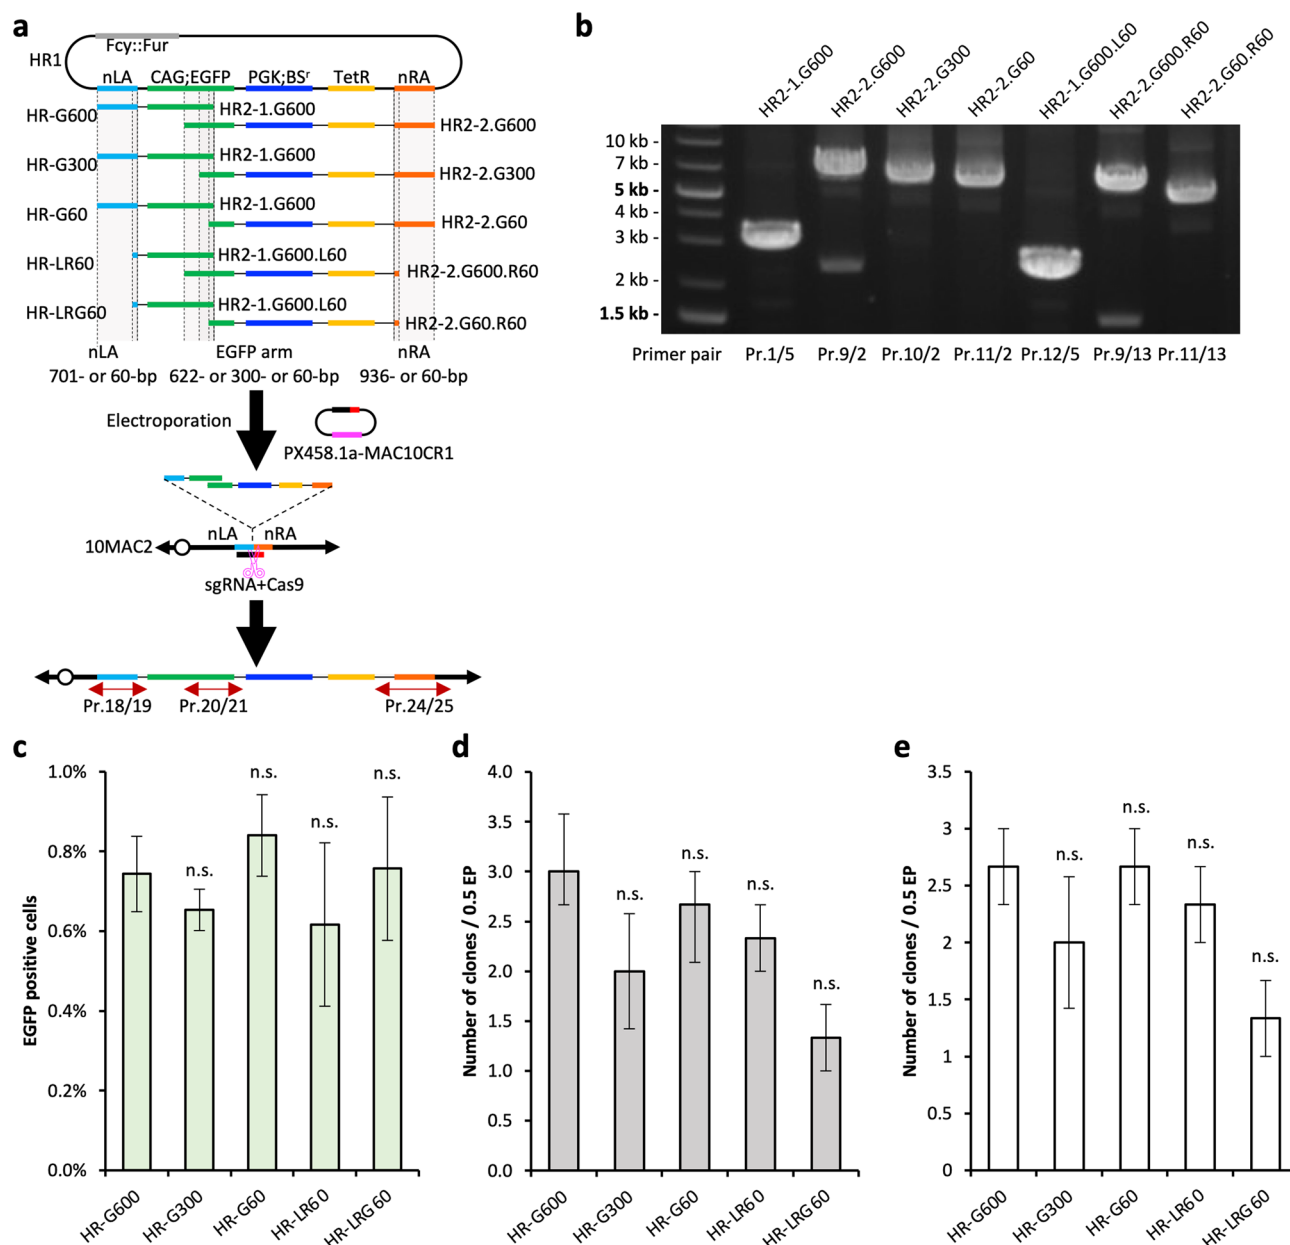 a
Fcy::Fur
HR1
nLA CAG;EGFP PGK;BSʳ TetR nRA
HR-G600 HR2-1.G600
HR2-2.G600
HR-G300 HR2-1.G600
HR2-2.G300
HR-G60 HR2-1.G600
HR2-2.G60
HR-LR60 HR2-1.G600.L60
HR2-2.G600.R60
HR-LRG60 HR2-1.G600.L60
HR2-2.G60.R60
nLA EGFP arm nRA
701- or 60-bp 622- or 300- or 60-bp 936- or 60-bp
Electroporation
PX458.1a-MAC10CR1
nLA nRA
10MAC2
sgRNA+Cas9
Pr.18/19 Pr.20/21 Pr.24/25
b
HR2-1.G600 HR2-2.G600 HR2-2.G300 HR2-2.G60 HR2-1.G600.L60 HR2-2.G600.R60 HR2-2.G60.R60
10 kb -
7 kb -
5 kb -
4 kb -
3 kb -
2 kb -
1.5 kb -
Primer pair Pr.1/5 Pr.9/2 Pr.10/2 Pr.11/2 Pr.12/5 Pr.9/13 Pr.11/13
c
EGFP positive cells
1.0%
0.8%
0.6%
0.4%
0.2%
0.0%
n.s. n.s. n.s. n.s.
HR-G600 HR-G300 HR-G60 HR-LR60 HR-LRG60
d
Number of clones / 0.5 EP
4.0
3.5
3.0
2.5
2.0
1.5
1.0
0.5
0.0
n.s. n.s. n.s. n.s.
HR-G600 HR-G300 HR-G60 HR-LR60 HR-LRG60
e
Number of clones / 0.5 EP
3.5
3
2.5
2
1.5
1
0.5
0
n.s. n.s. n.s. n.s.
HR-G600 HR-G300 HR-G60 HR-LR60 HR-LRG60